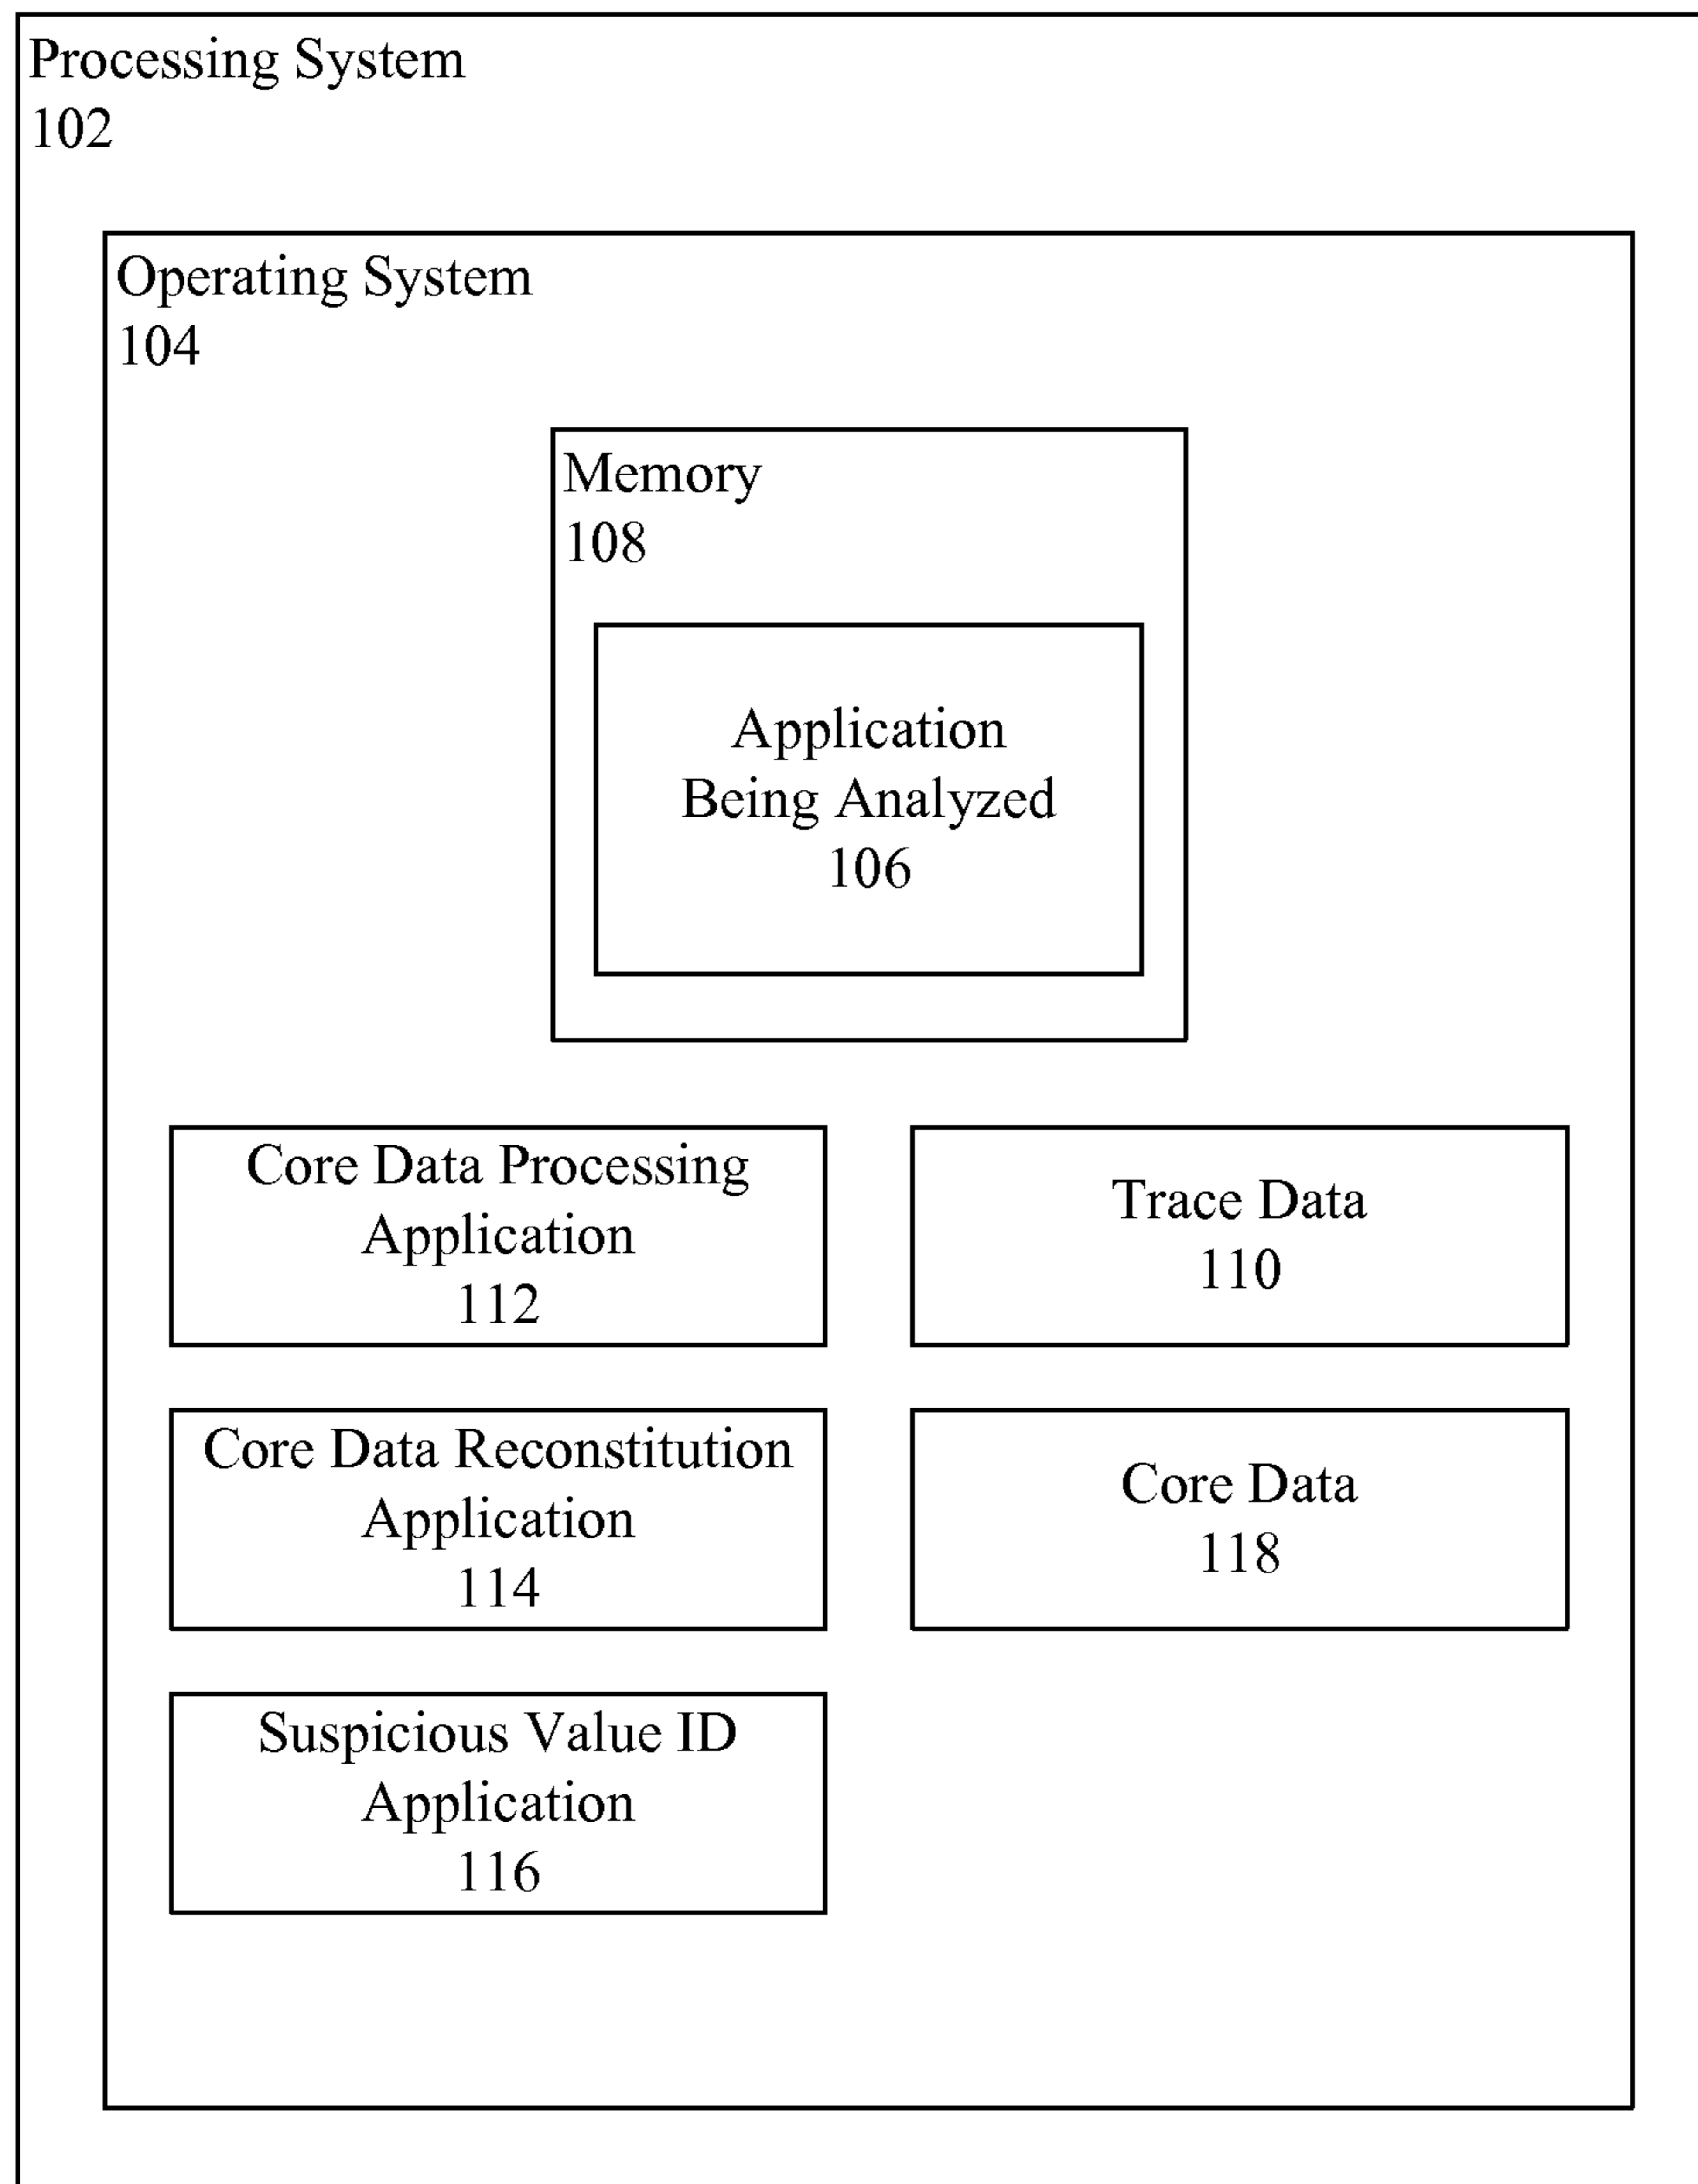 Processing System
102
Operating System
104
Memory
108
Application
Being Analyzed
106
Core Data Processing
Application
112
Trace Data
110
Core Data Reconstitution
Application
114
Core Data
118
Suspicious Value ID
Application
116